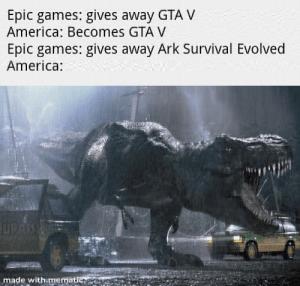 Epic games: gives away GTA V
America: Becomes GTA V
Epic games: gives away Ark Survival Evolved
America:
made with mematic